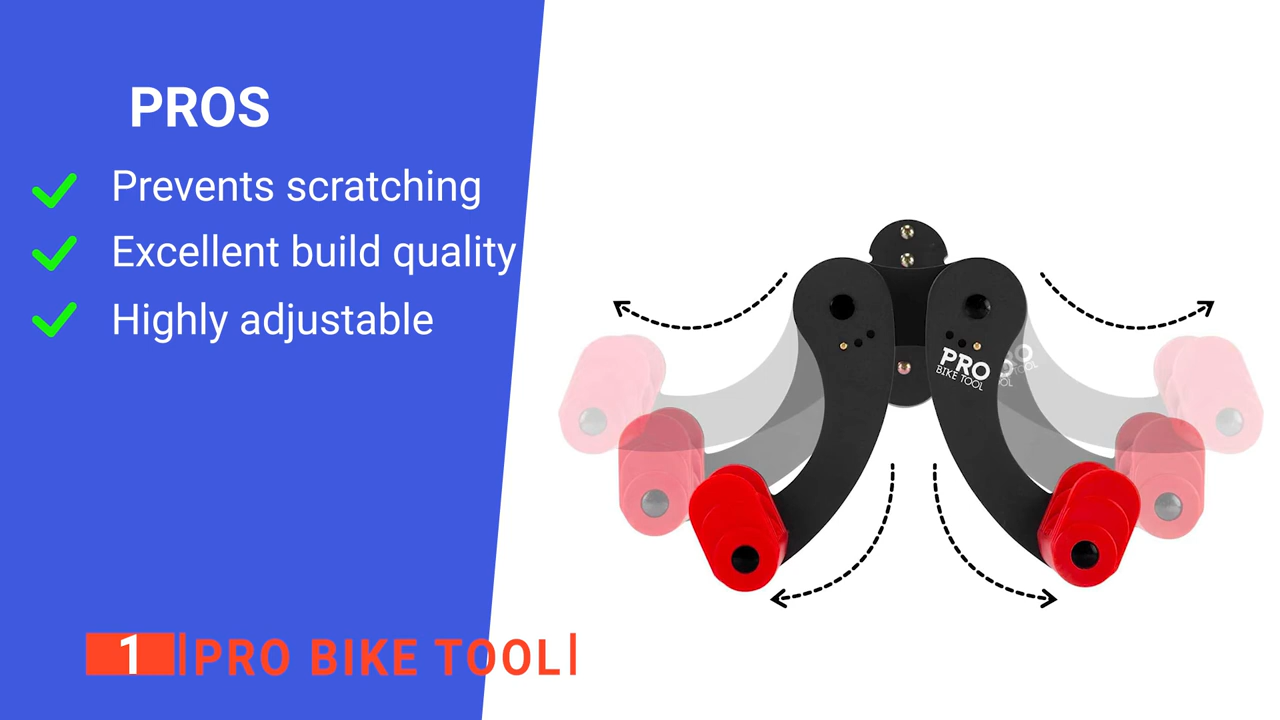 PROS
Prevents scratching
Excellent build quality
Highly adjustable
PRO
BIKE TOOL
1 PRO BIKE TOOL